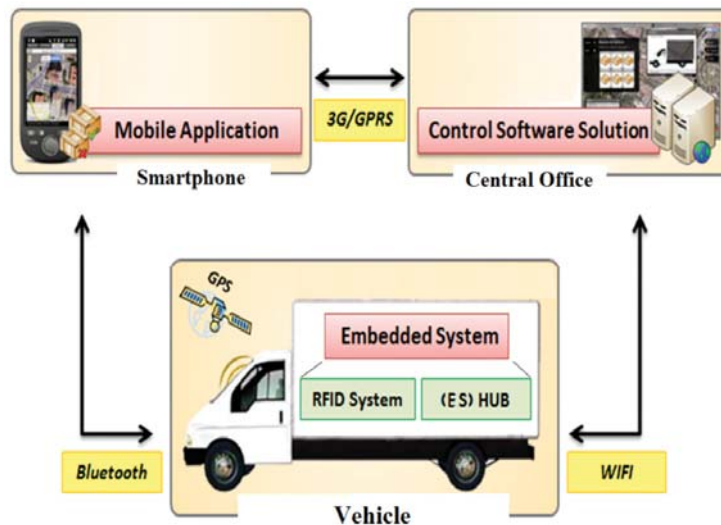 Mobile Application
Smartphone
3G/GPRS
Control Software Solution
Central Office
GPS
Embedded System
RFID System
(ES) HUB
Bluetooth
WIFI
Vehicle